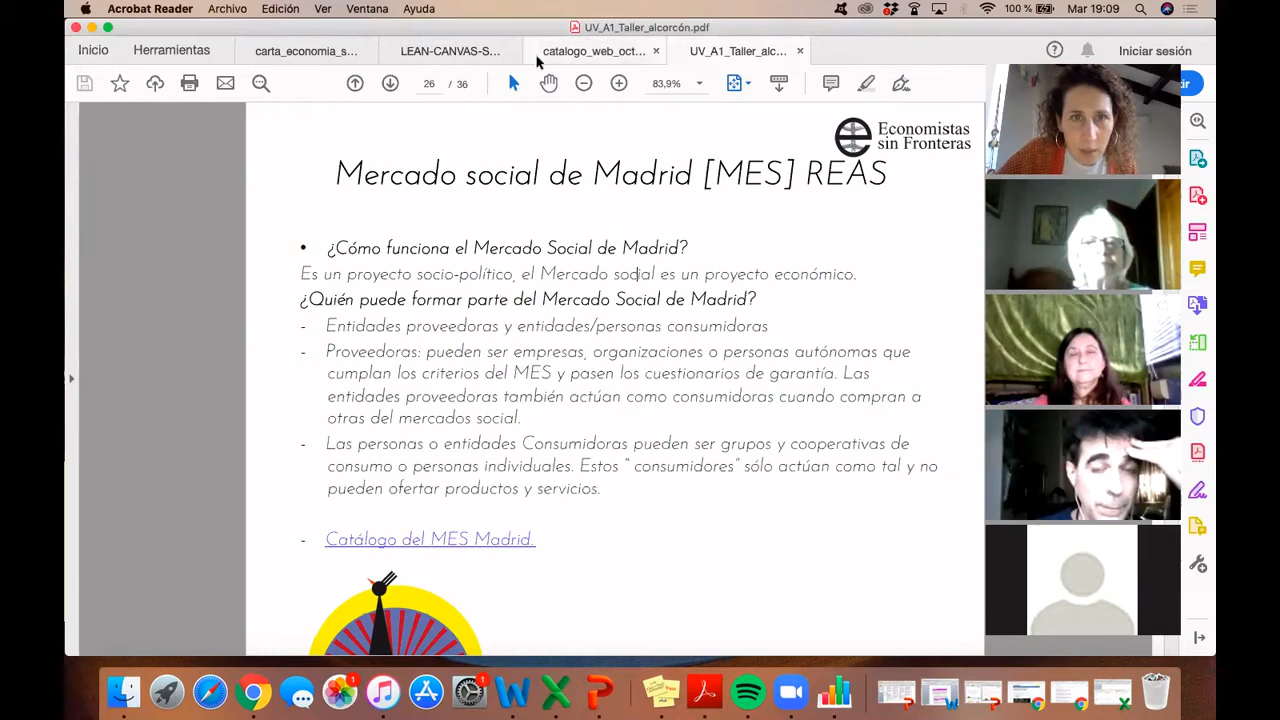 Acrobat Reader Archivo Edición Ver Ventana Ayuda 100 % Mar 19:09
UV_A1_Taller_alcorcón.pdf
Inicio Herramientas carta_economia_s... LEAN-CANVAS-S... catalogo_web_oct... × UV_A1_Taller_alc... × Iniciar sesión
26 / 36 83,9%
Economistas
sin Fronteras
Mercado social de Madrid [MES] REAS
• ¿Cómo funciona el Mercado Social de Madrid?
Es un proyecto socio-político, el Mercado social es un proyecto económico.
¿Quién puede formar parte del Mercado Social de Madrid?
- Entidades proveedoras y entidades/personas consumidoras
- Proveedoras: pueden ser empresas, organizaciones o personas autónomas que
cumplan los criterios del MES y pasen los cuestionarios de garantía. Las
entidades proveedoras también actúan como consumidoras cuando compran a
otras del mercados social.
- Las personas o entidades Consumidoras pueden ser grupos y cooperativas de
consumo o personas individuales. Estos " consumidores" sólo actúan como tal y no
pueden ofertar productos y servicios.
- Catálogo del MES Madrid.